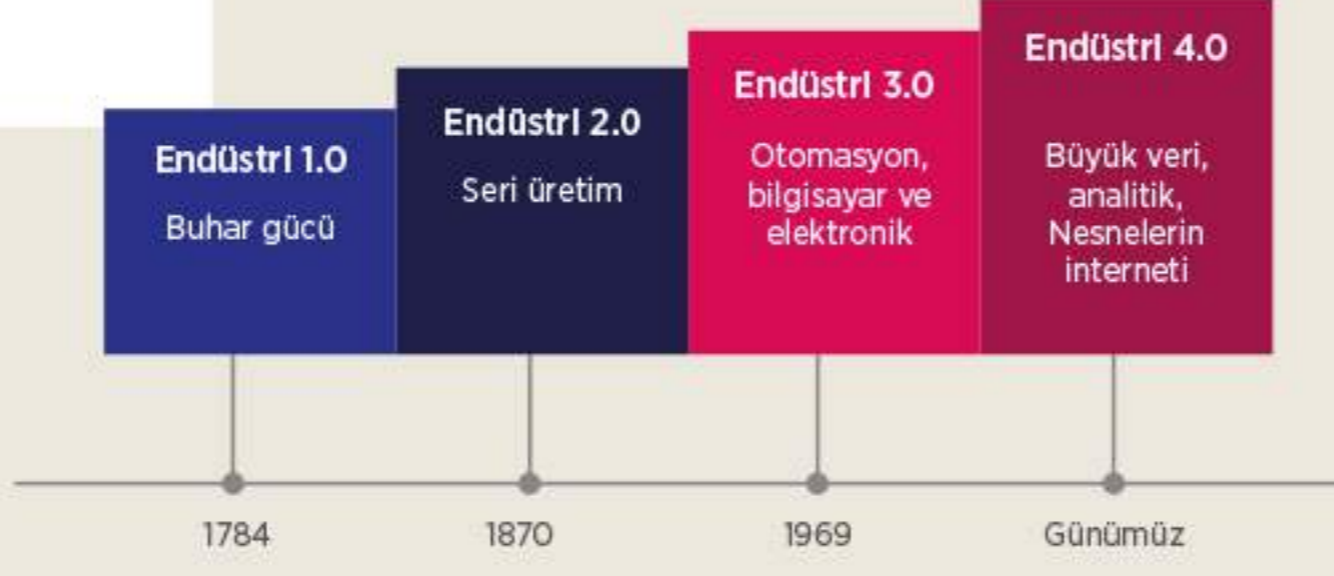 Endüstri 1.0
Buhar gücü
Endüstri 2.0
Seri üretim
Endüstri 3.0
Otomasyon,
bilgisayar ve
elektronik
Endüstri 4.0
Büyük veri,
analitik,
Nesnelerin
interneti
1784
1870
1969
Günümüz